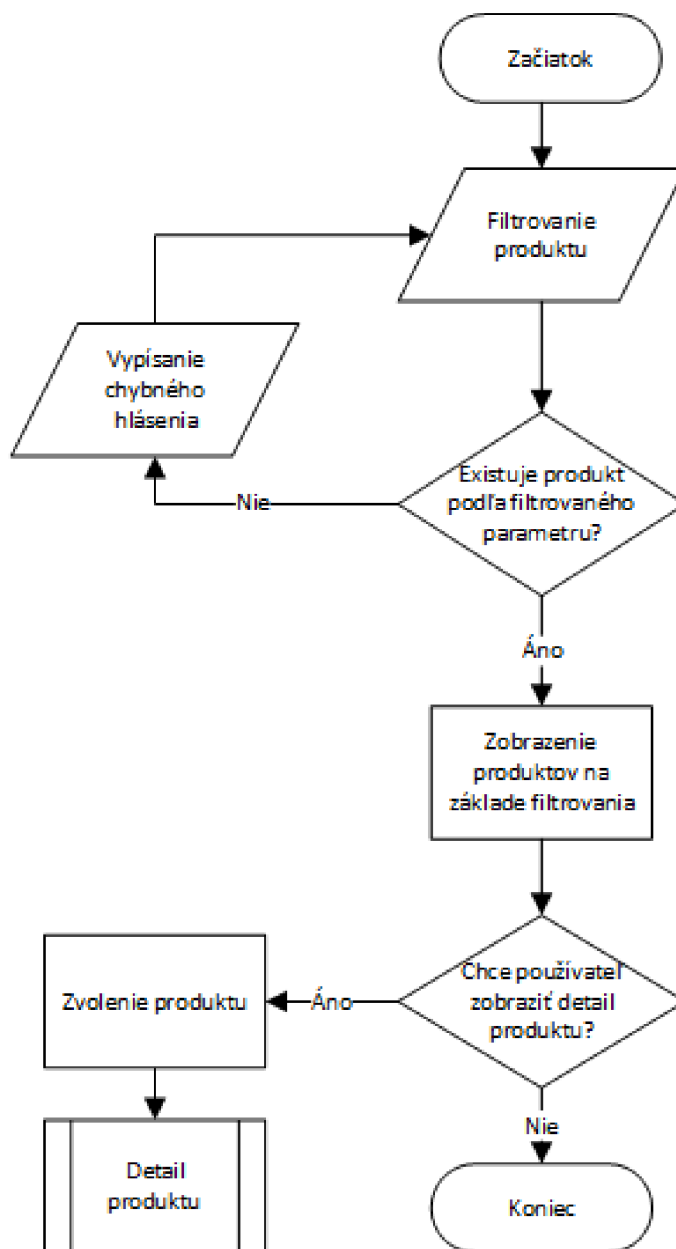 Začiatok
Filtrovanie
produktu
Vypísanie
chybného
hlásenia
Existuje produkt
podľa filtrovaného
parametru?
Nie
Áno
Zobrazenie
produktov na
základe filtrovania
Chce používateľ
zobraziť detail
produktu?
Áno
Zvolenie produktu
Nie
Detail
produktu
Koniec